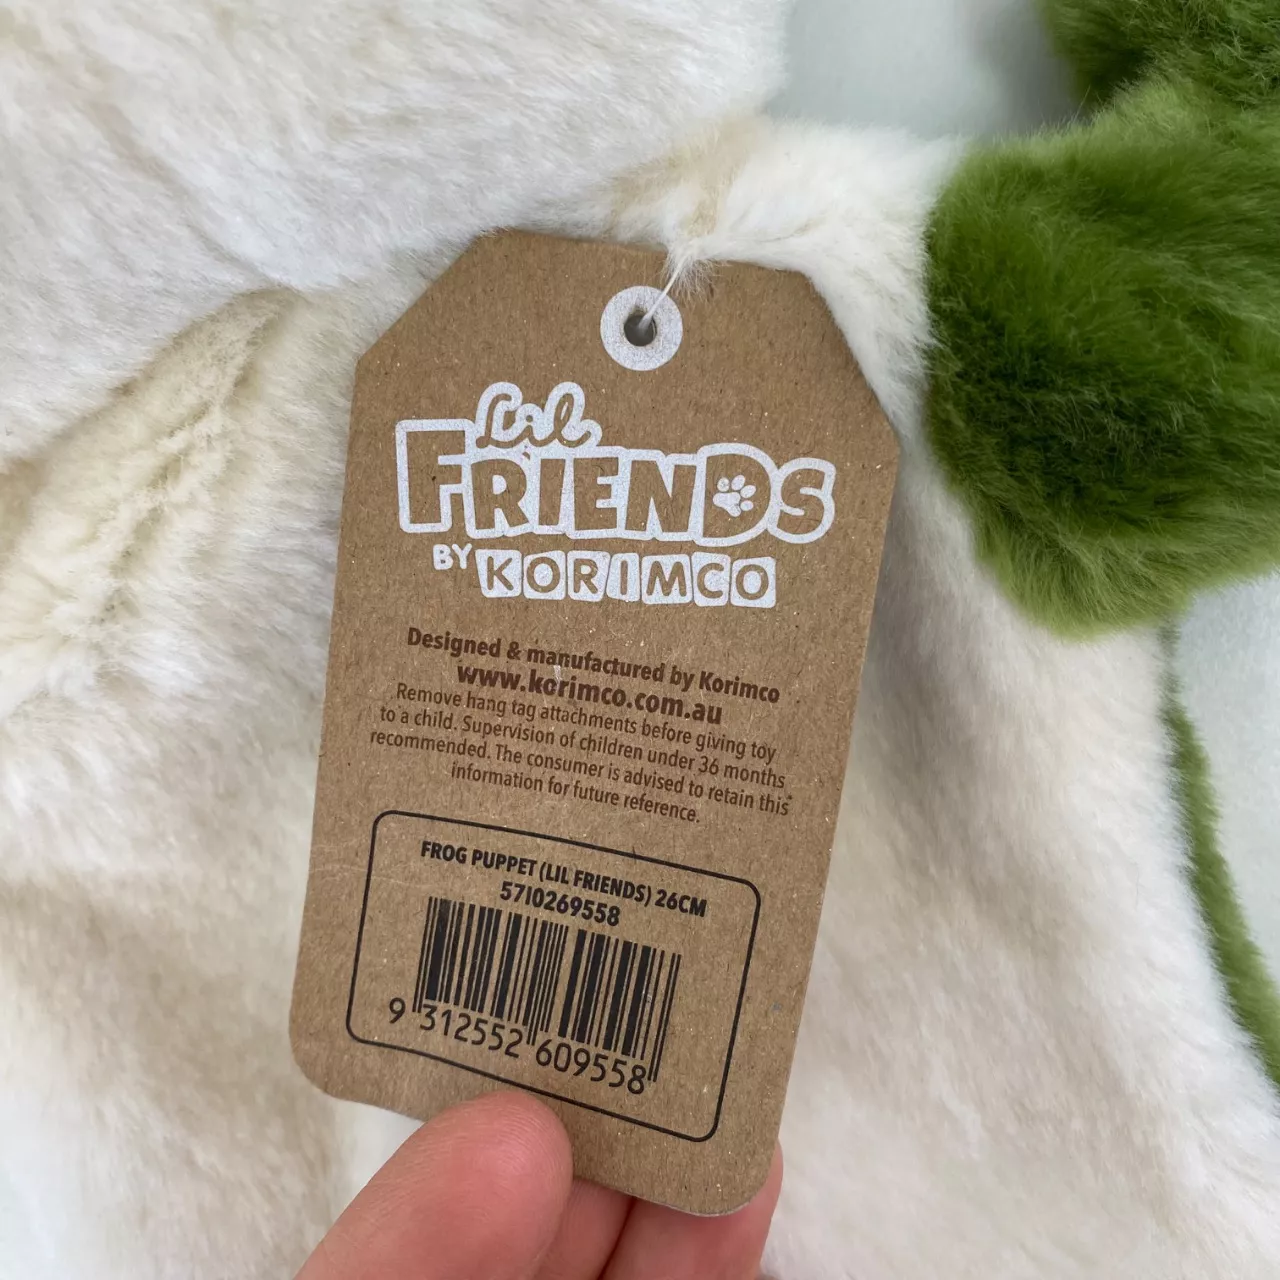 Lil
FRIENDS
BY KORIMCO
Designed & manufactured by Korimco
www.korimco.com.au
Remove hang tag attachments before giving toy
to a child. Supervision of children under 36 months
recommended. The consumer is advised to retain this
information for future reference.
FROG PUPPET (LIL FRIENDS) 26CM
57I0269558
9 312552 609558